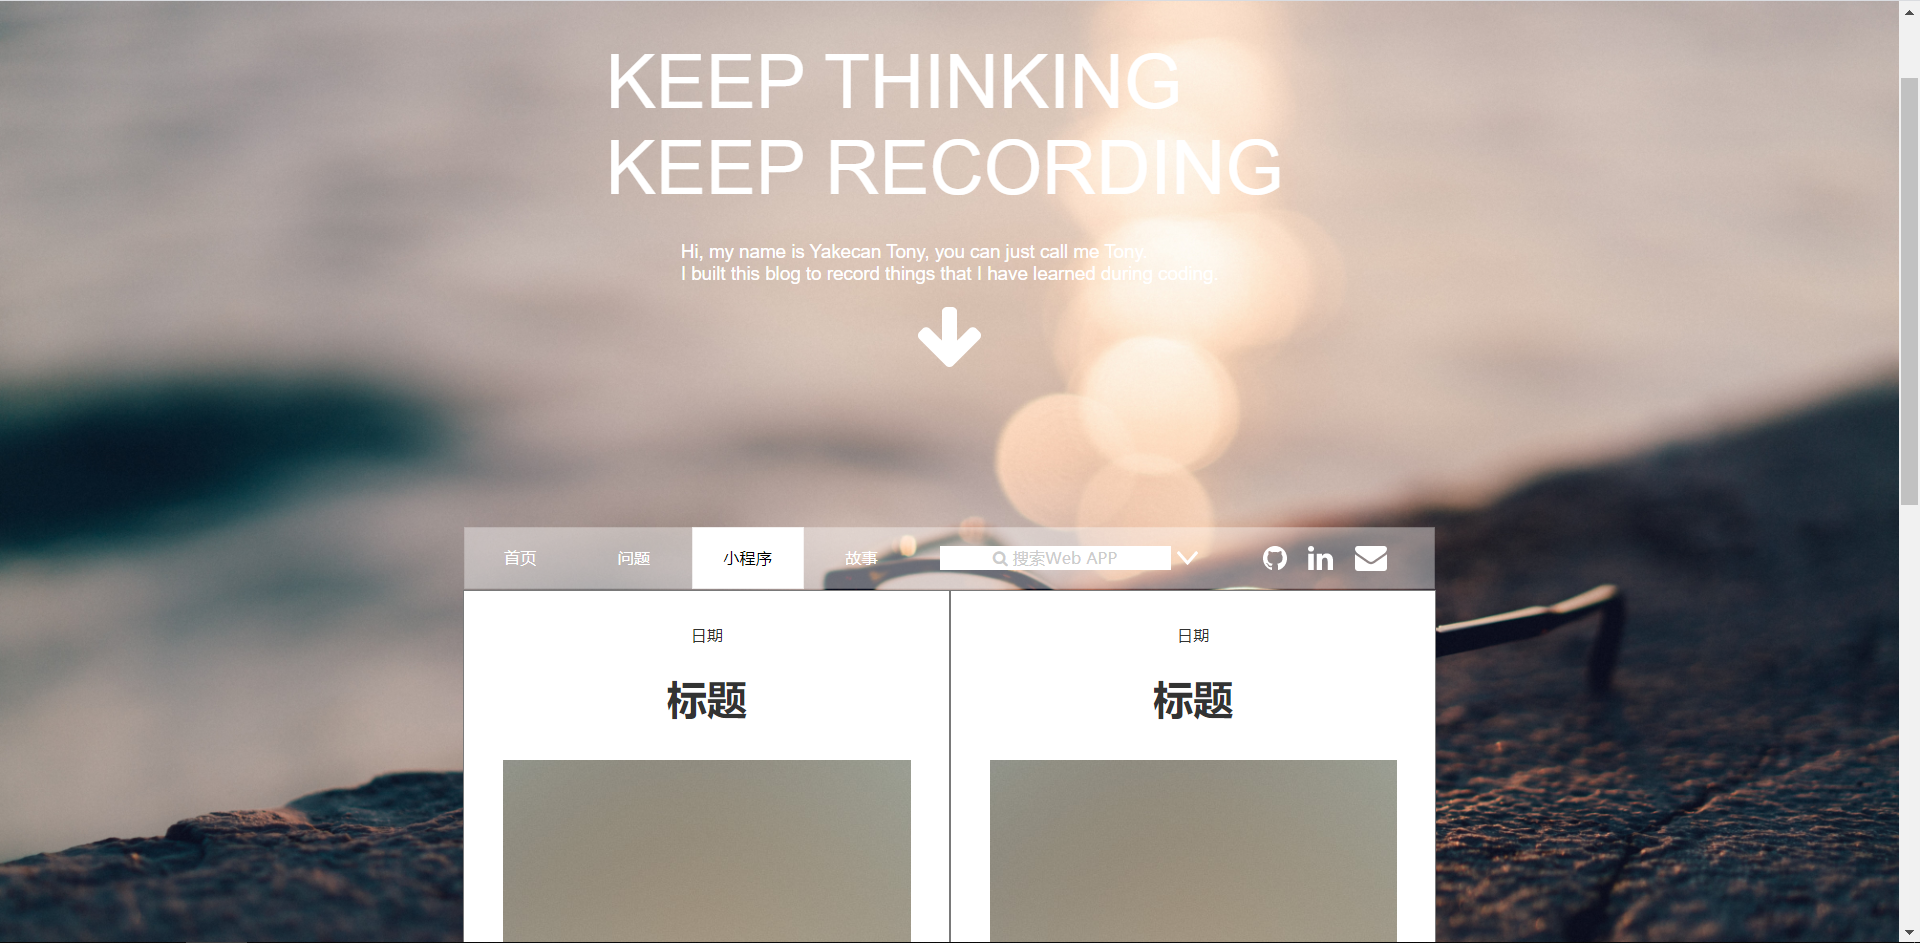 KEEP THINKING
KEEP RECORDING
Hi, my name is Yakecan Tony, you can just call me Tony.
I built this blog to record things that I have learned during coding.
首页 问题 小程序 故事 搜索Web APP
日期 日期
标题 标题